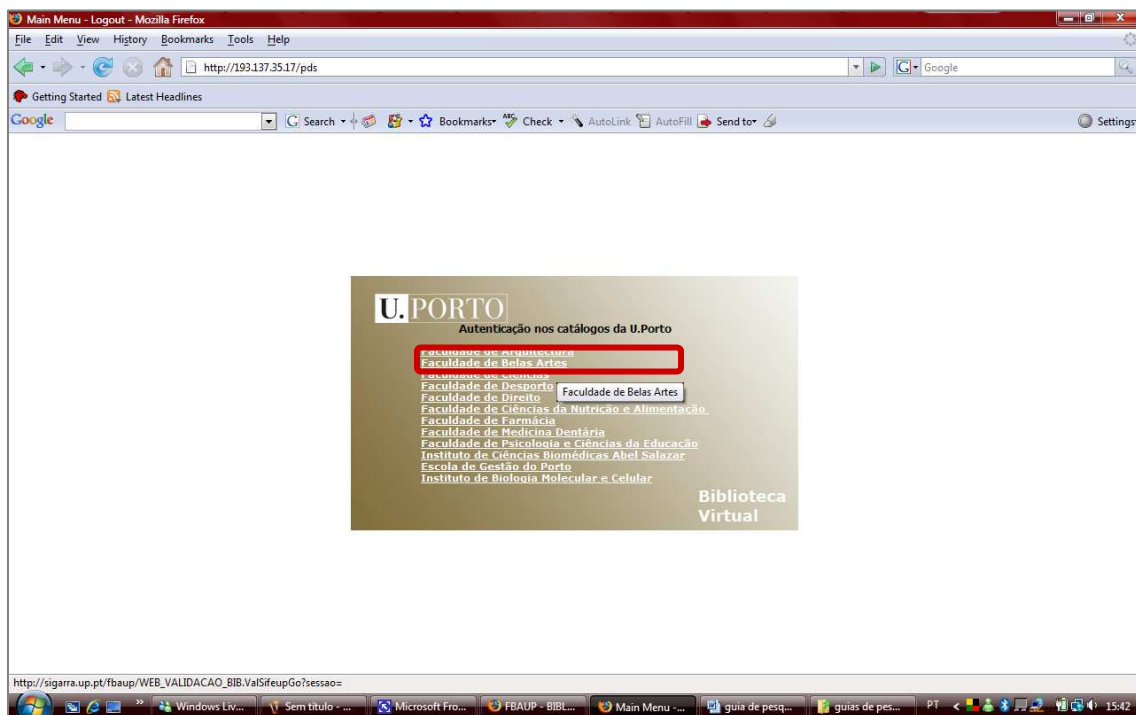 Main Menu - Logout - Mozilla Firefox
File Edit View History Bookmarks Tools Help
http://193.137.35.17/pds
Google
Getting Started Latest Headlines
Google Search Bookmarks Check AutoLink AutoFill Send to Settings
U.PORTO
Autenticação nos catálogos da U.Porto
Faculdade de Arquitectura
Faculdade de Belas Artes
Faculdade de Ciências
Faculdade de Desporto
Faculdade de Belas Artes
Faculdade de Direito
Faculdade de Ciências da Nutrição e Alimentação
Faculdade de Farmácia
Faculdade de Medicina Dentária
Faculdade de Psicologia e Ciências da Educação
Instituto de Ciências Biomédicas Abel Salazar
Escola de Gestão do Porto
Instituto de Biologia Molecular e Celular
Biblioteca
Virtual
http://sigarra.up.pt/fbaup/WEB_VALIDACAO_BIB.ValSifeupGo?sessao=
Windows Liv... Sem título - ... Microsoft Fro... FBAUP - BIBL... Main Menu -... guia de pesq... guias de pes... PT 15:42